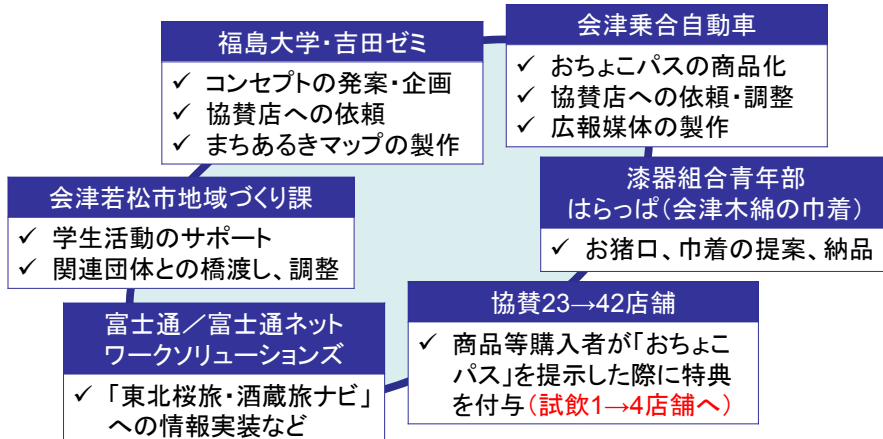 福島大学・吉田ゼミ
✓ コンセプトの発案・企画
✓ 協賛店への依頼
✓ まちあるきマップの製作
会津乗合自動車
✓ おちょこパスの商品化
✓ 協賛店への依頼・調整
✓ 広報媒体の製作
会津若松市地域づくり課
✓ 学生活動のサポート
✓ 関連団体との橋渡し、調整
漆器組合青年部
はらっぱ(会津木綿の巾着)
✓ お猪口、巾着の提案、納品
富士通/富士通ネット
ワークソリューションズ
✓ 「東北桜旅・酒蔵旅ナビ」
への情報実装など
協賛23→42店舗
✓ 商品等購入者が「おちょこ
パス」を提示した際に特典
を付与(試飲1→4店舗へ)